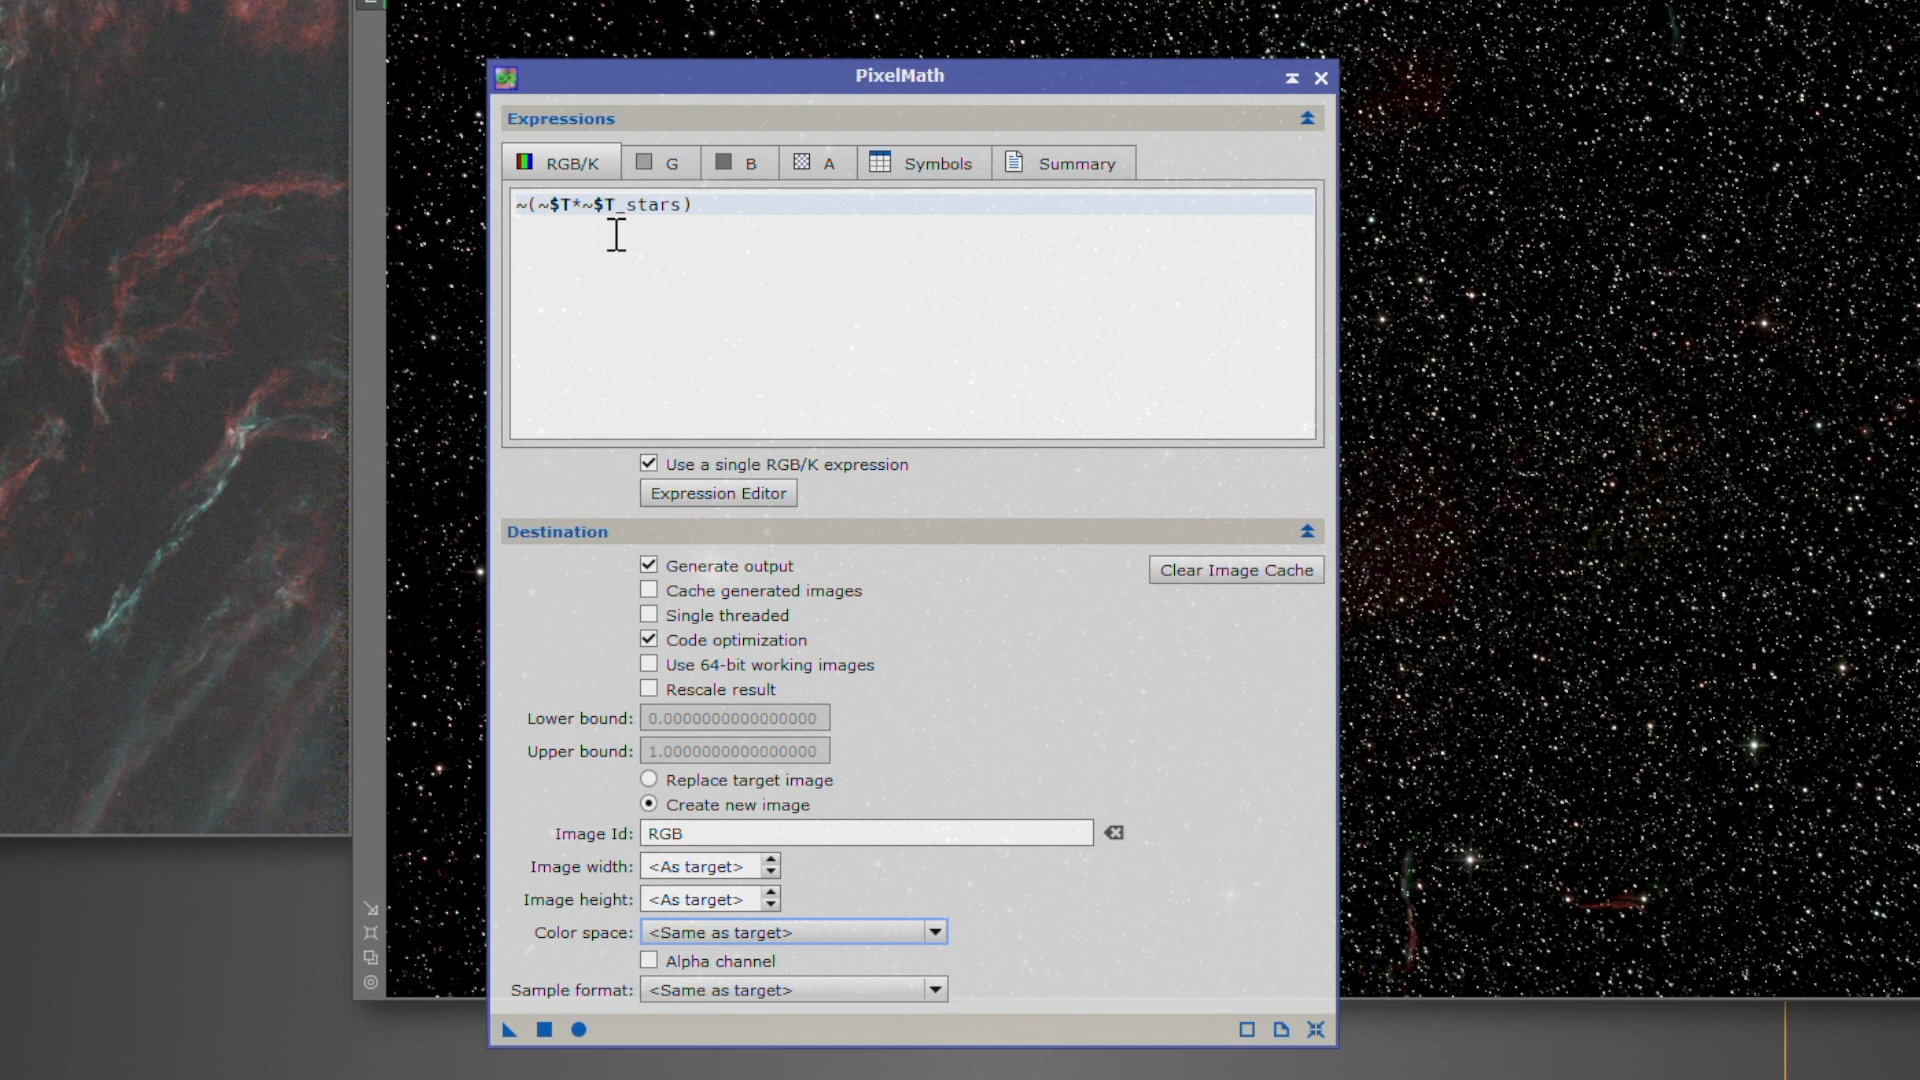 PixelMath
Expressions
RGB/K G B A Symbols Summary
~(~$T*~$T_stars)
Use a single RGB/K expression
Expression Editor
Destination
Generate output
Clear Image Cache
Cache generated images
Single threaded
Code optimization
Use 64-bit working images
Rescale result
Lower bound: 0.0000000000000000
Upper bound: 1.0000000000000000
Replace target image
Create new image
Image Id: RGB
Image width: <As target>
Image height: <As target>
Color space: <Same as target>
Alpha channel
Sample format: <Same as target>